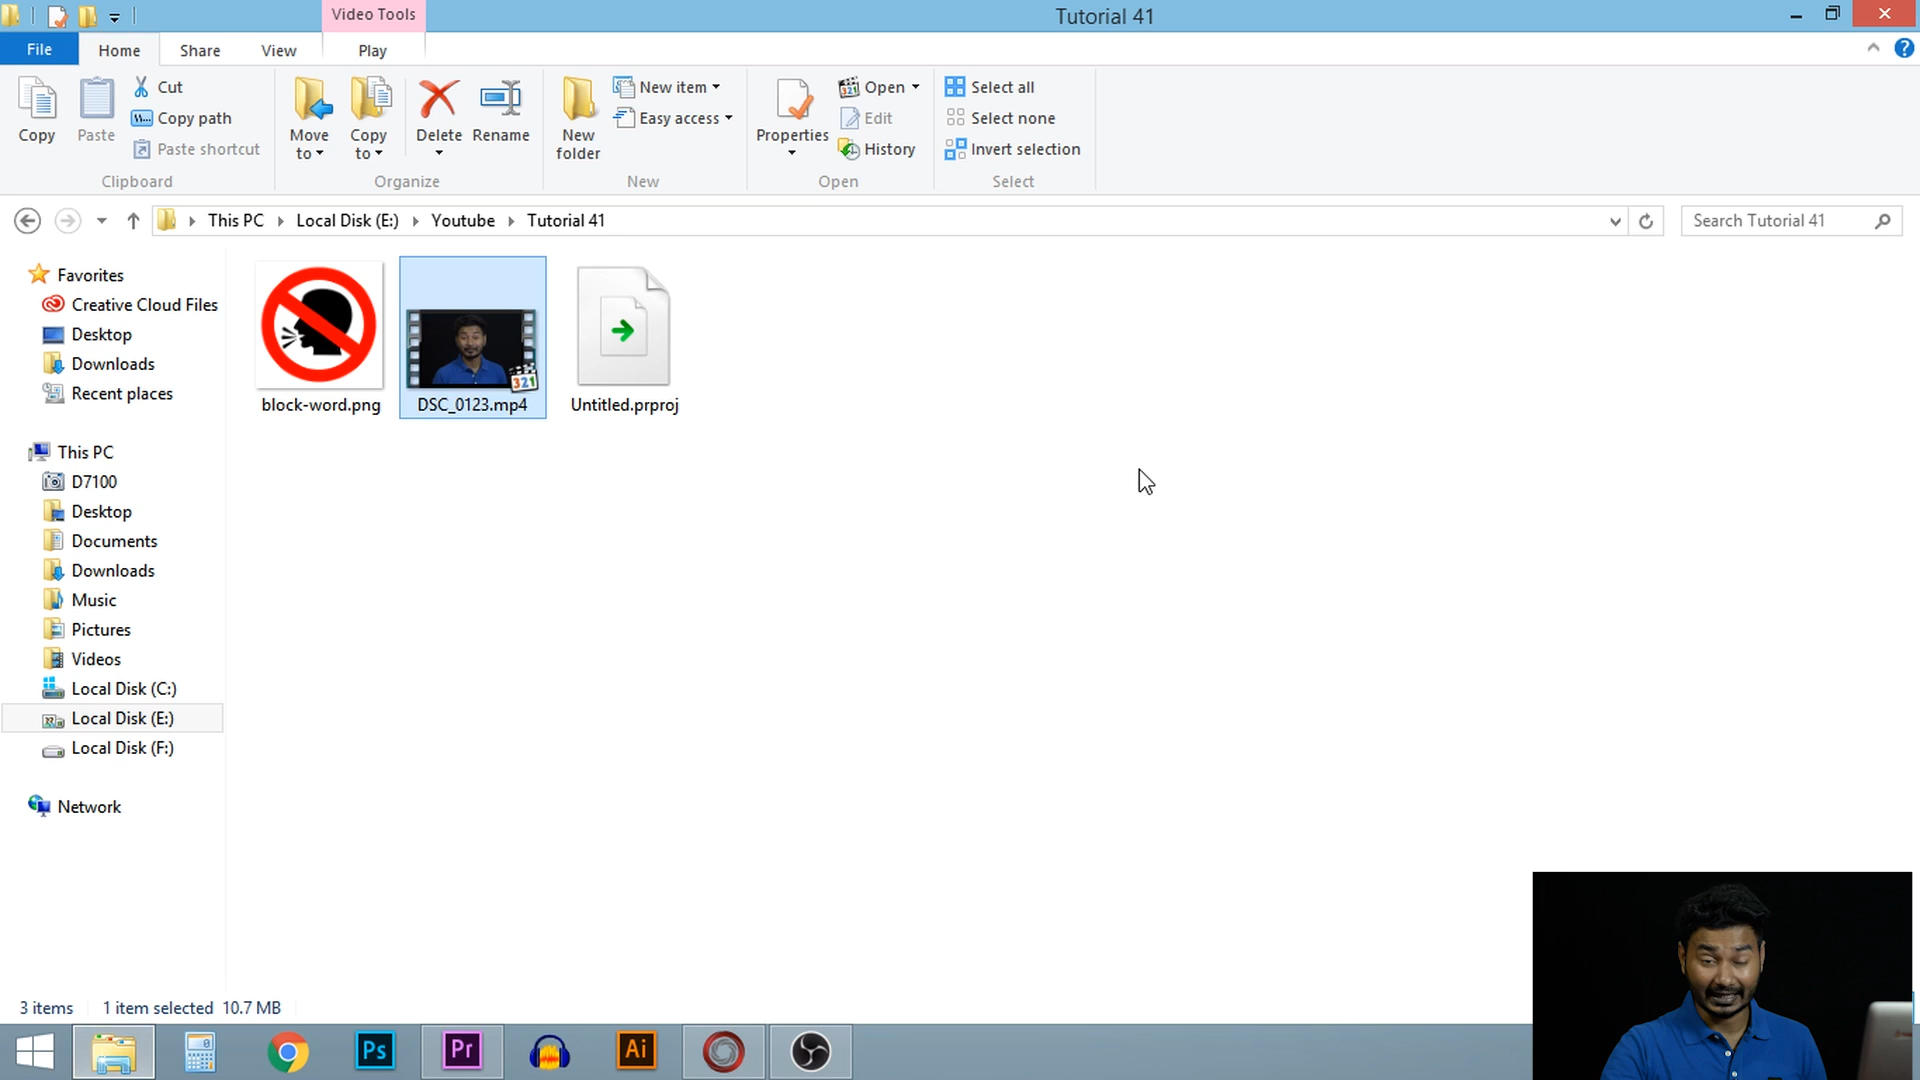 Video Tools
Tutorial 41
File
Home
Share
View
Play
Copy
Paste
Cut
Copy path
Paste shortcut
Clipboard
Move to
Copy to
Delete
Rename
Organize
New folder
New item
Easy access
New
Properties
Open
Edit
History
Open
Select all
Select none
Invert selection
Select
This PC
Local Disk (E:)
Youtube
Tutorial 41
Search Tutorial 41
Favorites
Creative Cloud Files
Desktop
Downloads
Recent places
This PC
D7100
Desktop
Documents
Downloads
Music
Pictures
Videos
Local Disk (C:)
Local Disk (E:)
Local Disk (F:)
Network
321
block-word.png
DSC_0123.mp4
Untitled.prproj
3 items
1 item selected 10.7 MB
Ps
Pr
Ai